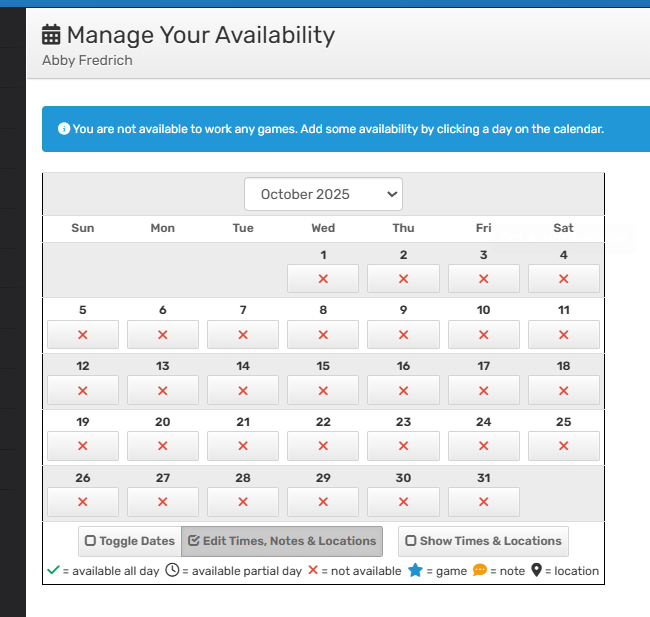 Manage Your Availability
Abby Fredrich
You are not available to work any games. Add some availability by clicking a day on the calendar.
October 2025
Sun Mon Tue Wed Thu Fri Sat
1 2 3 4
5 6 7 8 9 10 11
12 13 14 15 16 17 18
19 20 21 22 23 24 25
26 27 28 29 30 31
Toggle Dates Edit Times, Notes & Locations Show Times & Locations
= available all day = available partial day = not available = game = note = location